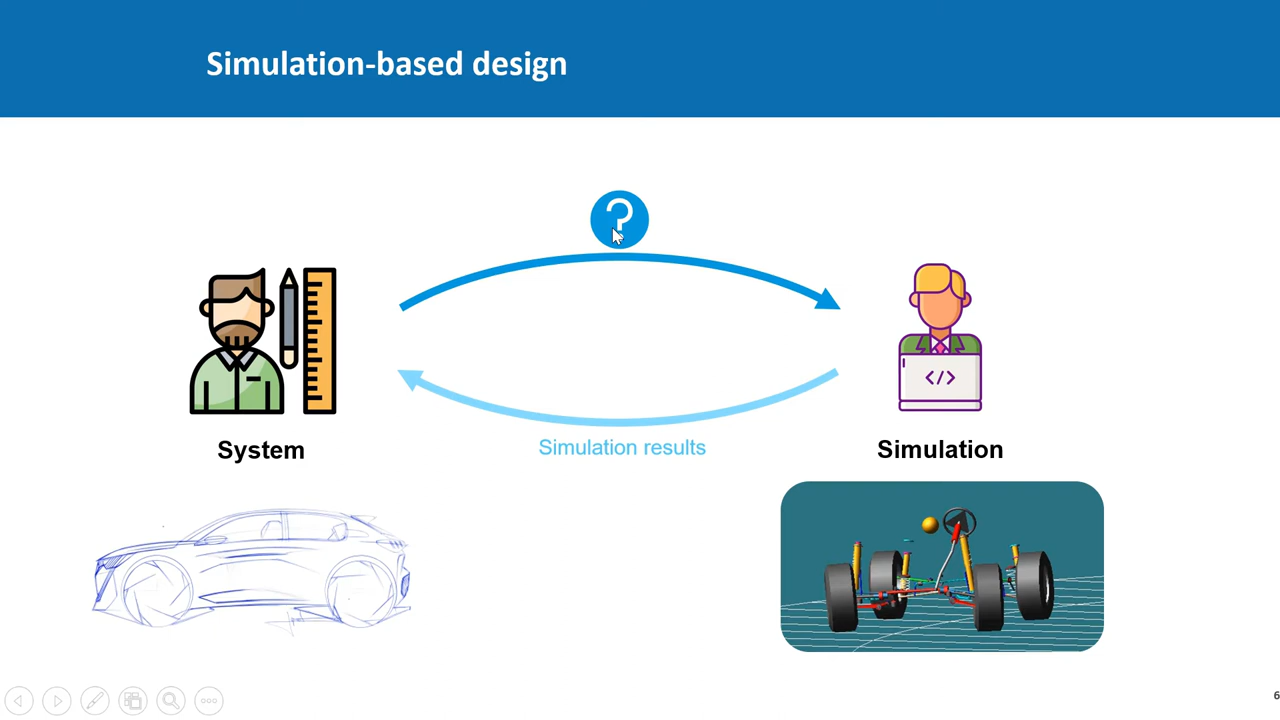 Simulation-based design
?
System
Simulation results
</>
Simulation
6